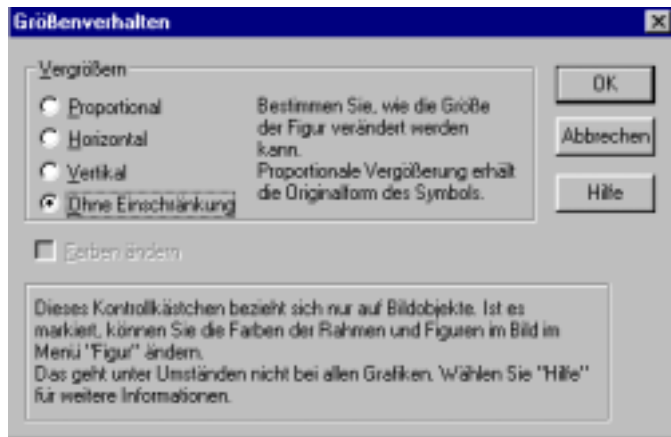 Größenverhalten
Vergrößern
Proportional
Horizontal
Vertikal
Ohne Einschränkung
Bestimmen Sie, wie die Größe
der Figur verändert werden
kann.
Proportionale Vergößerung erhält
die Originalform des Symbols.
OK
Abbrechen
Hilfe
Farben ändern
Dieses Kontrollkästchen bezieht sich nur auf Bildobjekte. Ist es
markiert, können Sie die Farben der Rahmen und Figuren im Bild im
Menü "Figur" ändern.
Das geht unter Umständen nicht bei allen Grafiken. Wählen Sie "Hilfe"
für weitere Informationen.